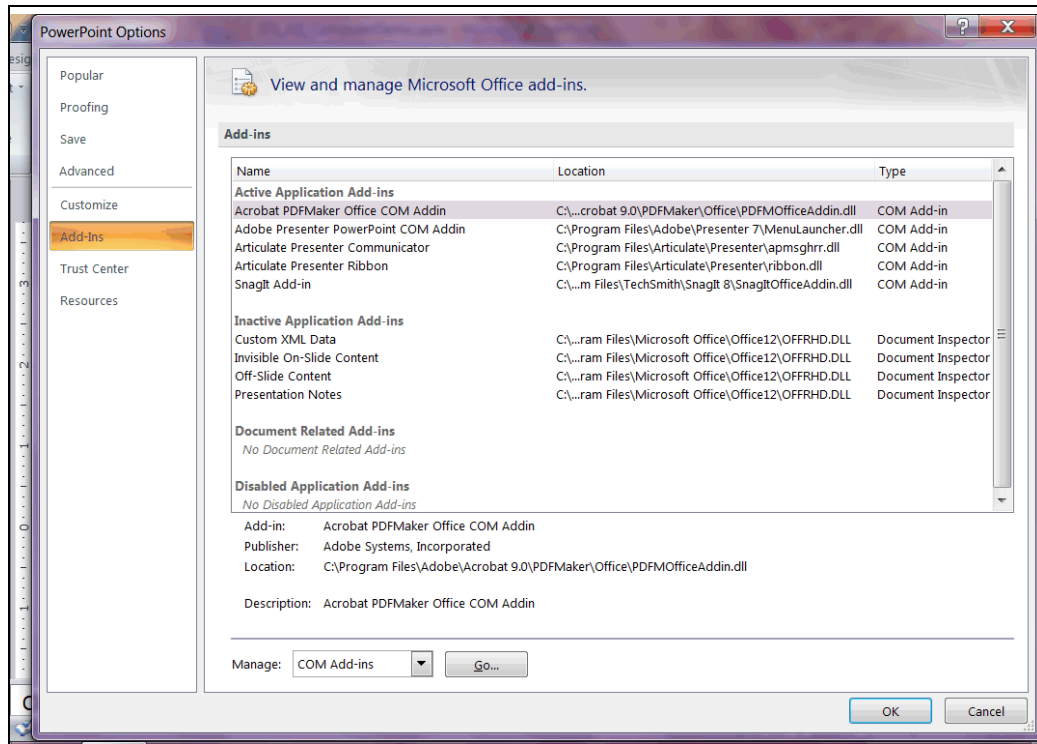 PowerPoint Options
Popular
Proofing
Save
Advanced
Customize
Add-Ins
Trust Center
Resources
View and manage Microsoft Office add-ins.
Add-ins
Name Location Type
Active Application Add-ins
Acrobat PDFMaker Office COM Addin C:\...crobat 9.0\PDFMaker\Office\PDFMOfficeAddin.dll COM Add-in
Adobe Presenter PowerPoint COM Addin C:\Program Files\Adobe\Presenter 7\MenuLauncher.dll COM Add-in
Articulate Presenter Communicator C:\Program Files\Articulate\Presenter\apmsghrr.dll COM Add-in
Articulate Presenter Ribbon C:\Program Files\Articulate\Presenter\ribbon.dll COM Add-in
SnagIt Add-in C:\...m Files\TechSmith\SnagIt 8\SnagItOfficeAddin.dll COM Add-in
Inactive Application Add-ins
Custom XML Data C:\...ram Files\Microsoft Office\Office12\OFFRHD.DLL Document Inspector
Invisible On-Slide Content C:\...ram Files\Microsoft Office\Office12\OFFRHD.DLL Document Inspector
Off-Slide Content C:\...ram Files\Microsoft Office\Office12\OFFRHD.DLL Document Inspector
Presentation Notes C:\...ram Files\Microsoft Office\Office12\OFFRHD.DLL Document Inspector
Document Related Add-ins
No Document Related Add-ins
Disabled Application Add-ins
No Disabled Application Add-ins
Add-in: Acrobat PDFMaker Office COM Addin
Publisher: Adobe Systems, Incorporated
Location: C:\Program Files\Adobe\Acrobat 9.0\PDFMaker\Office\PDFMOfficeAddin.dll
Description: Acrobat PDFMaker Office COM Addin
Manage: COM Add-ins Go...
OK Cancel
3 2 1 0 1